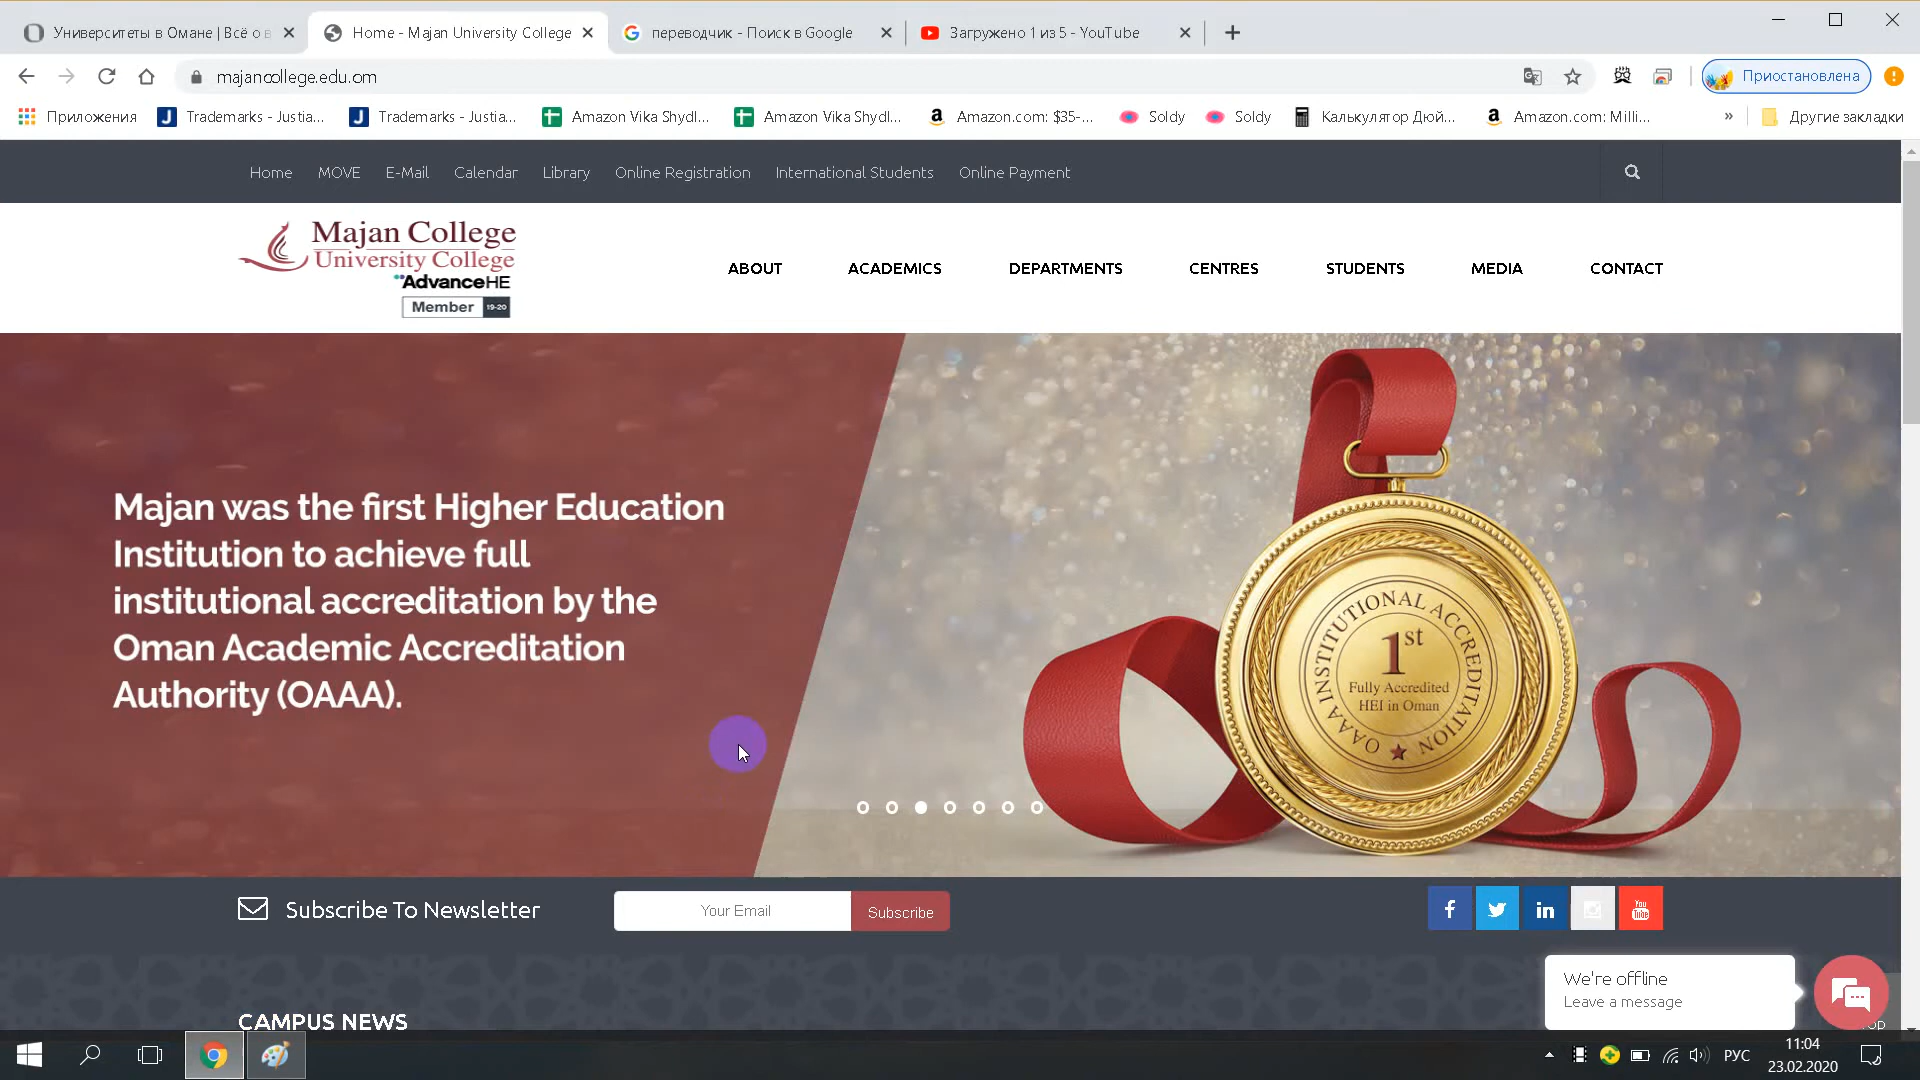 Университеты в Омане | Всё о в
Home - Majan University College
переводчик - Поиск в Google
Загружено 1 из 5 - YouTube
majancollege.edu.om
Приостановлена
Приложения
Trademarks - Justia...
Trademarks - Justia...
Amazon Vika Shydl...
Amazon Vika Shydl...
Amazon.com: $35-...
Soldy
Soldy
Калькулятор Дюй...
Amazon.com: Milli...
»
Другие закладки
Home
MOVE
E-Mail
Calendar
Library
Online Registration
International Students
Online Payment
Majan College
University College
AdvanceHE
Member 19-20
ABOUT
ACADEMICS
DEPARTMENTS
CENTRES
STUDENTS
MEDIA
CONTACT
Majan was the first Higher Education
Institution to achieve full
institutional accreditation by the
Oman Academic Accreditation
Authority (OAAA).
OAAA INSTITUTIONAL ACCREDITATION
1st
Fully Accredited
HEI in Oman
Subscribe To Newsletter
Your Email
Subscribe
You
Tube
We're offline
Leave a message
CAMPUS NEWS
РУС
11:04
23.02.2020